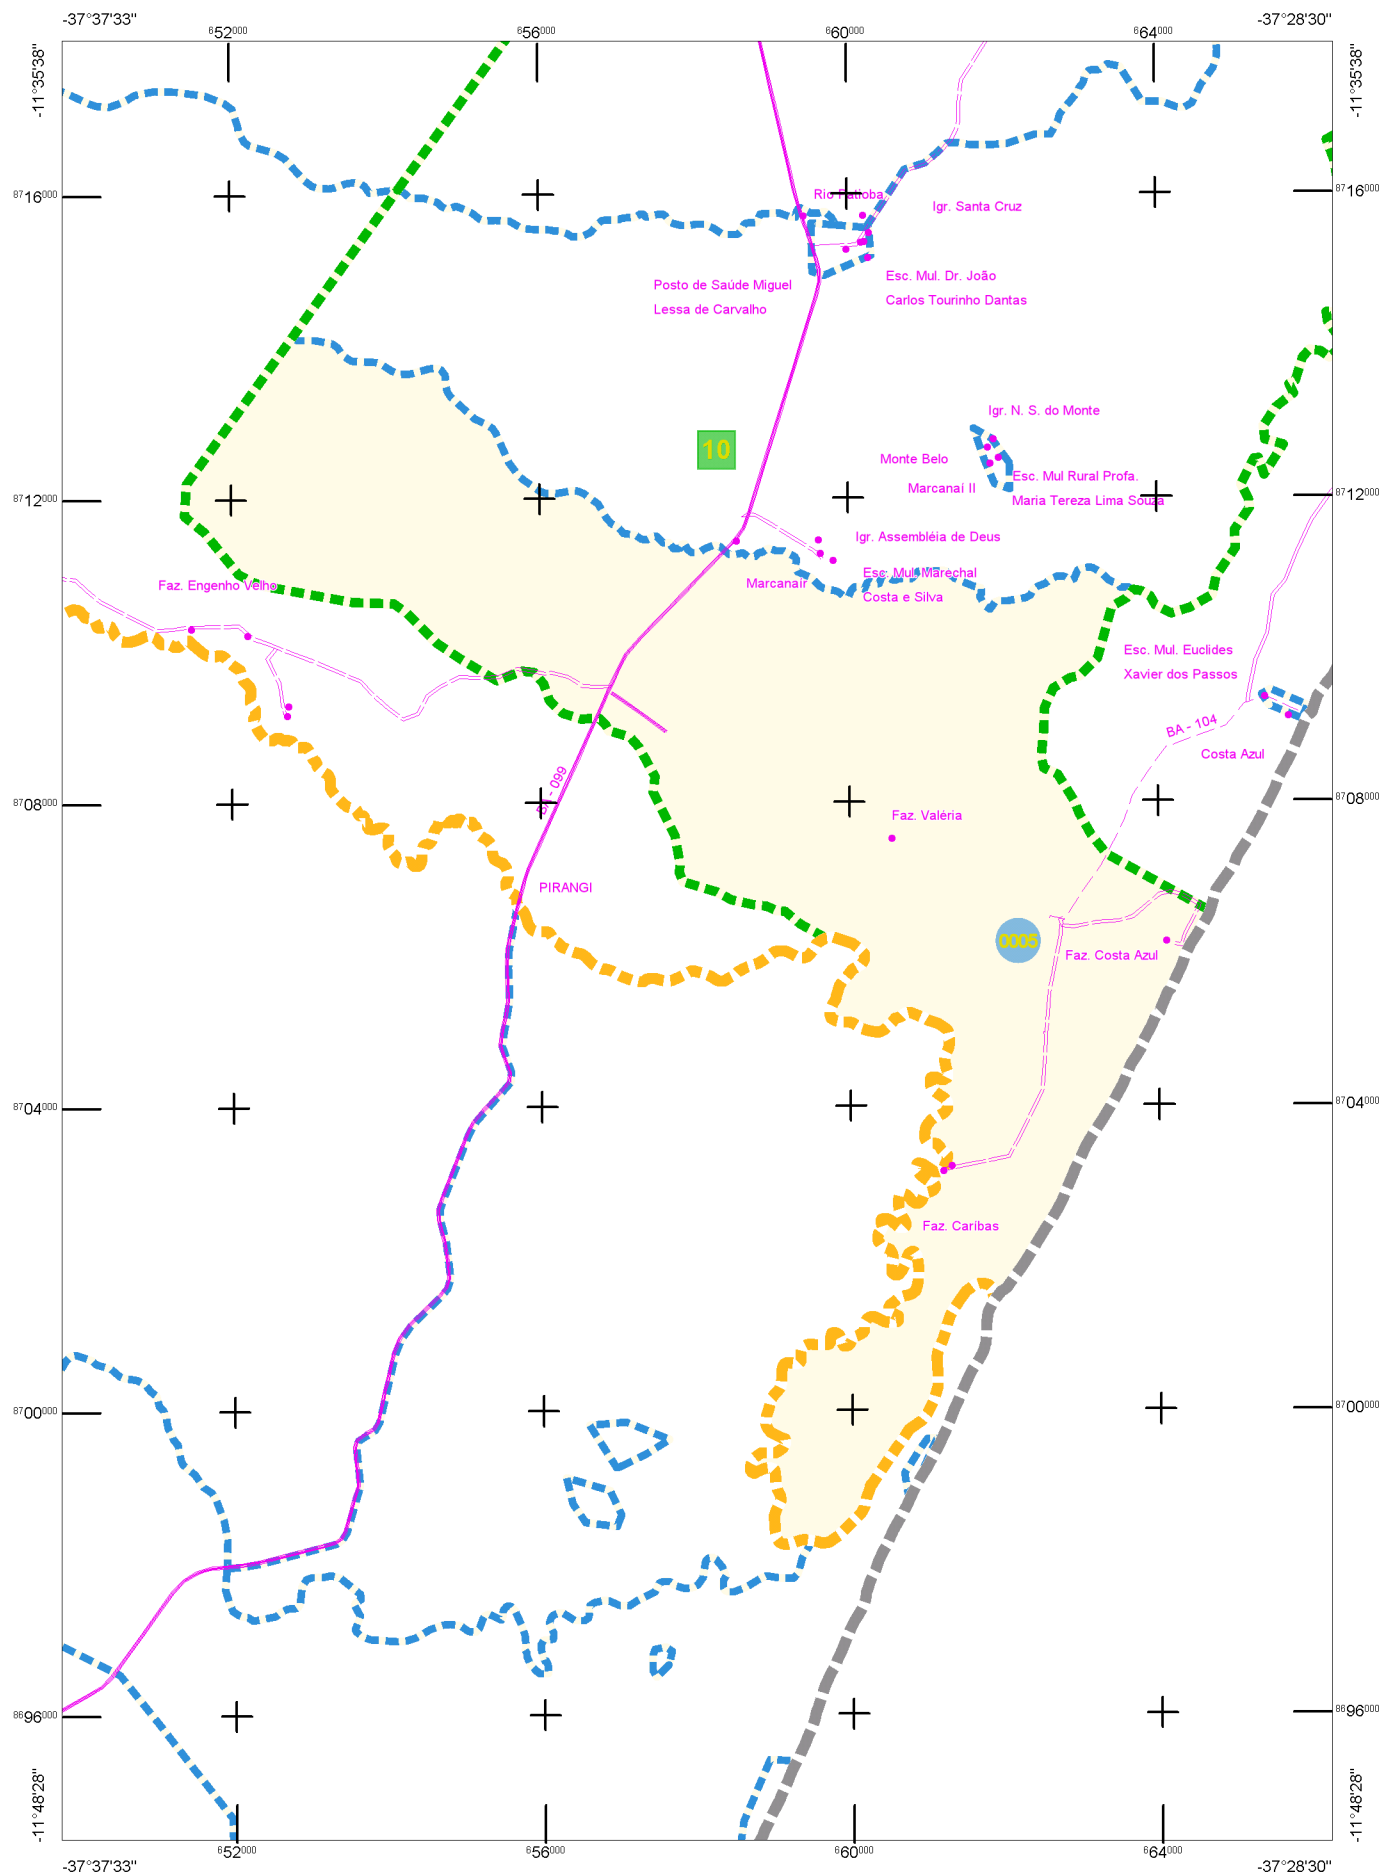 -37°37'33"
-37°28'30"
652000
656000
660000
664000
-11°35'38"
-11°35'38"
8716000
8716000
Rio Patioba
Igr. Santa Cruz
Posto de Saúde Miguel
Lessa de Carvalho
Esc. Mul. Dr. João
Carlos Tourinho Dantas
Igr. N. S. do Monte
10
Monte Belo
Marcanai II
Esc. Mul Rural Profa.
Maria Tereza Lima Souza
8712000
8712000
Igr. Assembléia de Deus
Marcanair
Esc. Mul. Marechal
Costa e Silva
Faz. Engenho Velho
Esc. Mul. Euclides
Xavier dos Passos
BA - 104
Costa Azul
BA - 099
8708000
8708000
Faz. Valéria
PIRANGI
0005
Faz. Costa Azul
8704000
8704000
Faz. Caribas
8700000
8700000
8696000
8696000
-11°48'28"
-11°48'28"
652000
656000
660000
664000
-37°37'33"
-37°28'30"